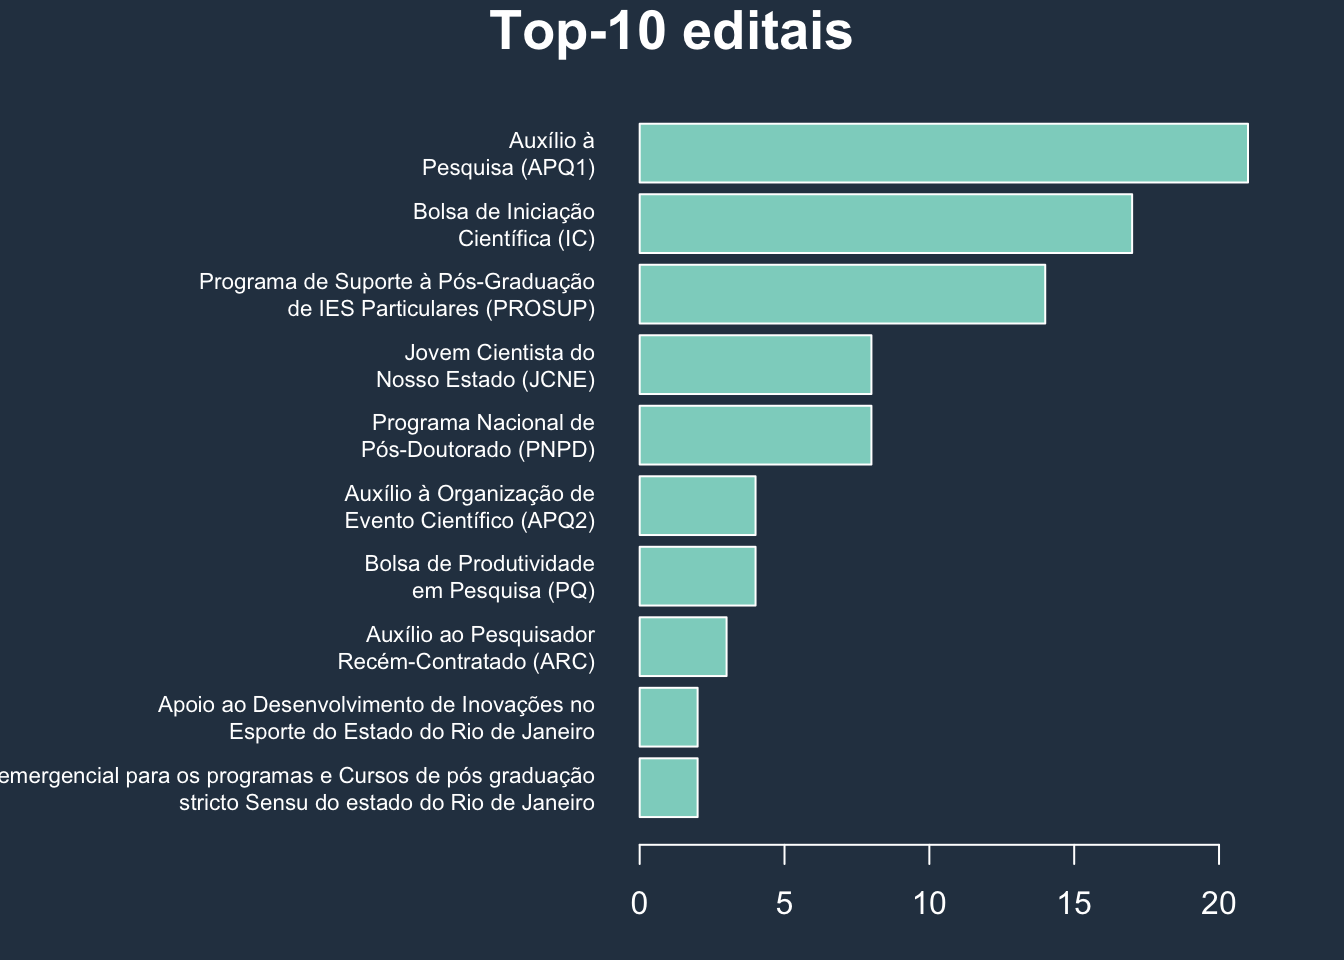 Top-10 editais
Auxílio à
Pesquisa (APQ1)
Bolsa de Iniciação
Científica (IC)
Programa de Suporte à Pós-Graduação
de IES Particulares (PROSUP)
Jovem Cientista do
Nosso Estado (JCNE)
Programa Nacional de
Pós-Doutorado (PNPD)
Auxílio à Organização de
Evento Científico (APQ2)
Bolsa de Produtividade
em Pesquisa (PQ)
Auxílio ao Pesquisador
Recém-Contratado (ARC)
Apoio ao Desenvolvimento de Inovações no
Esporte do Estado do Rio de Janeiro
emergencial para os programas e Cursos de pós graduação
stricto Sensu do estado do Rio de Janeiro
0 5 10 15 20